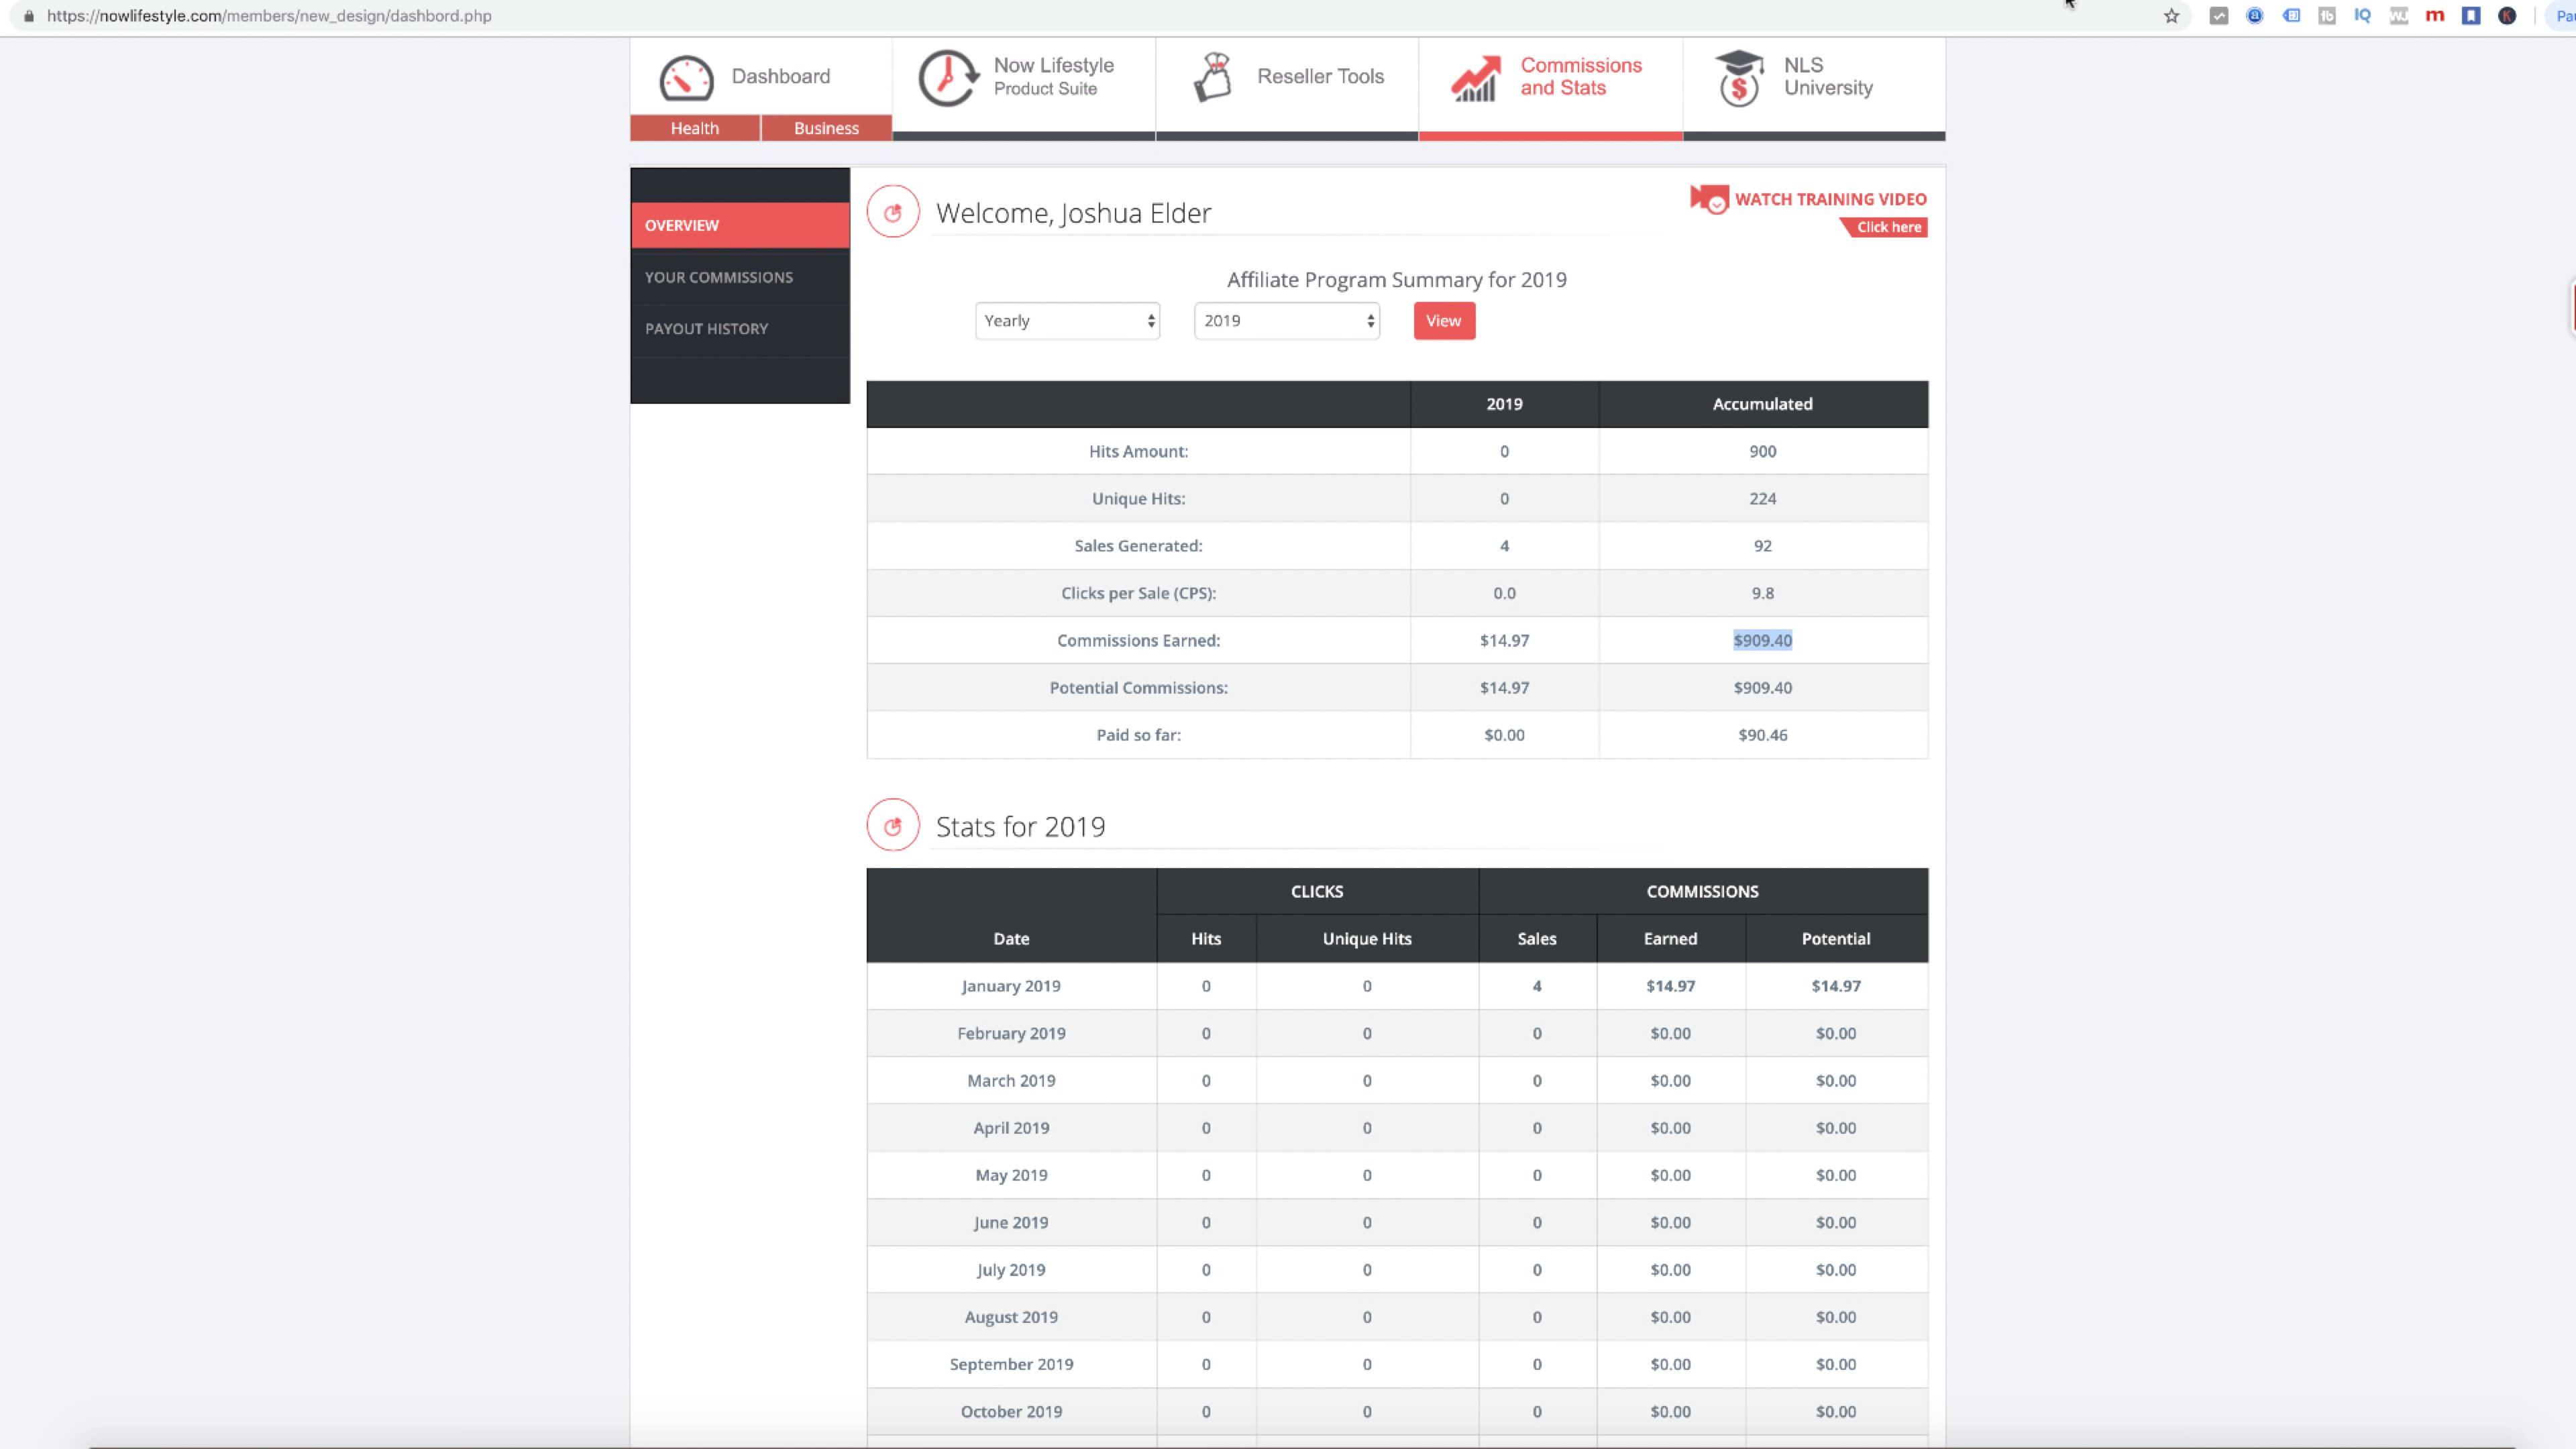 https://nowlifestyle.com/members/new_design/dashbord.php
Dashboard
Health Business
Now Lifestyle
Product Suite
Reseller Tools
Commissions
and Stats
NLS
University
OVERVIEW
YOUR COMMISSIONS
PAYOUT HISTORY
Welcome, Joshua Elder
WATCH TRAINING VIDEO
Click here
Affiliate Program Summary for 2019
Yearly 2019 View
2019 Accumulated
Hits Amount: 0 900
Unique Hits: 0 224
Sales Generated: 4 92
Clicks per Sale (CPS): 0.0 9.8
Commissions Earned: $14.97 $909.40
Potential Commissions: $14.97 $909.40
Paid so far: $0.00 $90.46
Stats for 2019
CLICKS COMMISSIONS
Date Hits Unique Hits Sales Earned Potential
January 2019 0 0 4 $14.97 $14.97
February 2019 0 0 0 $0.00 $0.00
March 2019 0 0 0 $0.00 $0.00
April 2019 0 0 0 $0.00 $0.00
May 2019 0 0 0 $0.00 $0.00
June 2019 0 0 0 $0.00 $0.00
July 2019 0 0 0 $0.00 $0.00
August 2019 0 0 0 $0.00 $0.00
September 2019 0 0 0 $0.00 $0.00
October 2019 0 0 0 $0.00 $0.00